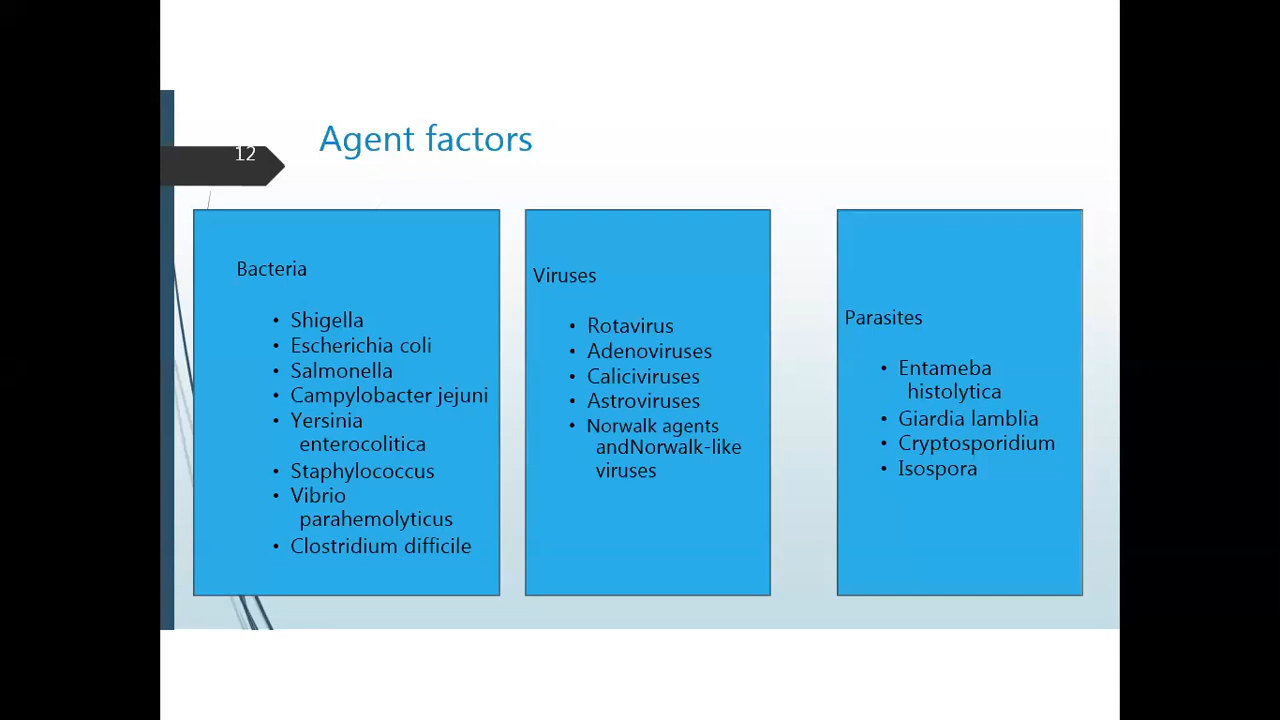 12
Agent factors
Bacteria
• Shigella
• Escherichia coli
• Salmonella
• Campylobacter jejuni
• Yersinia
enterocolitica
• Staphylococcus
• Vibrio
parahemolyticus
• Clostridium difficile
Viruses
• Rotavirus
• Adenoviruses
• Caliciviruses
• Astroviruses
• Norwalk agents
andNorwalk-like
viruses
Parasites
• Entameba
histolytica
• Giardia lamblia
• Cryptosporidium
• Isospora